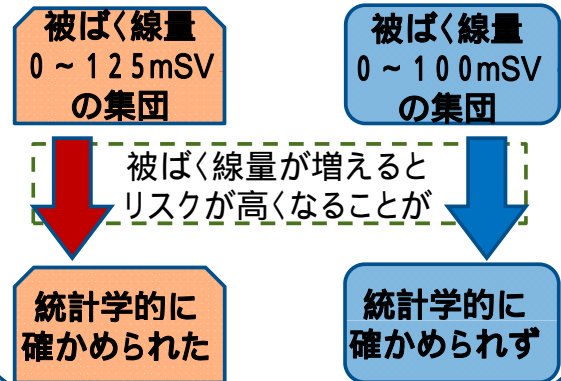 被ばく線量
0~125mSV
の集団
被ばく線量
0~100mSV
の集団
被ばく線量が増えると
リスクが高くなることが
統計学的に
確かめられた
統計学的に
確かめられず